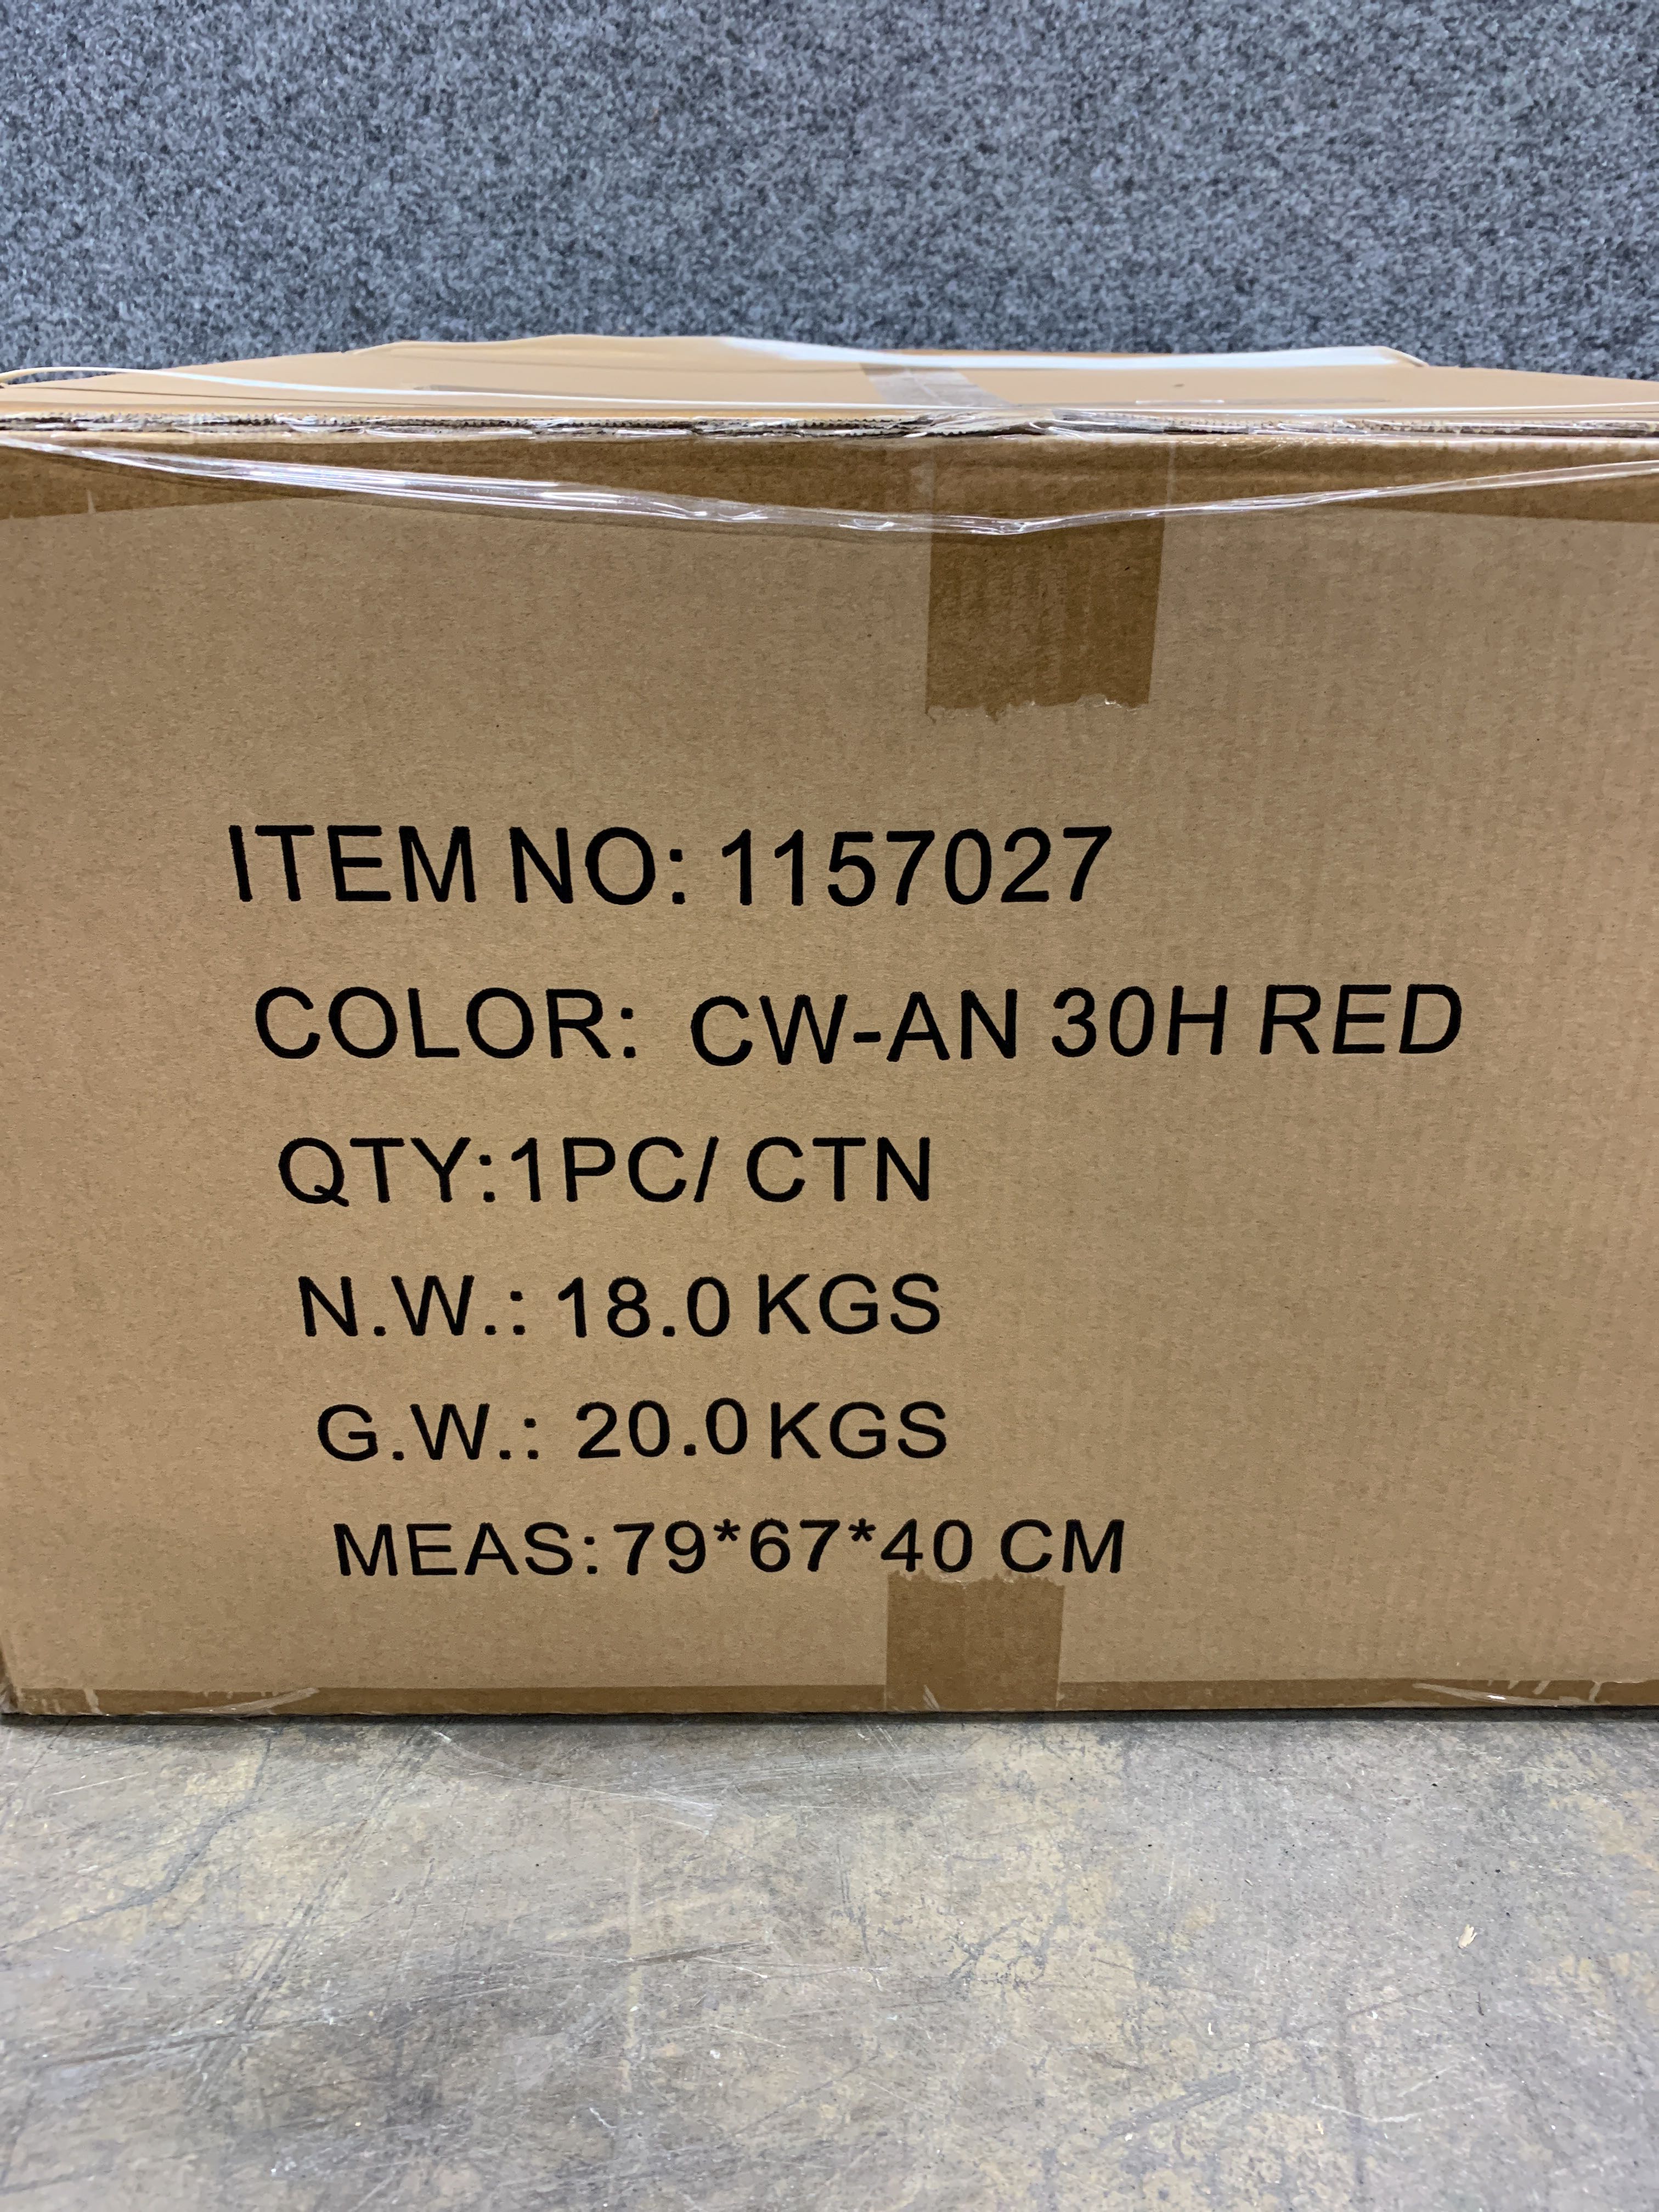 ITEM NO: 1157027
COLOR: CW-AN 30H RED
QTY:1PC/ CTN
N.W.: 18.0 KGS
G.W.: 20.0 KGS
MEAS: 79*67*40 CM